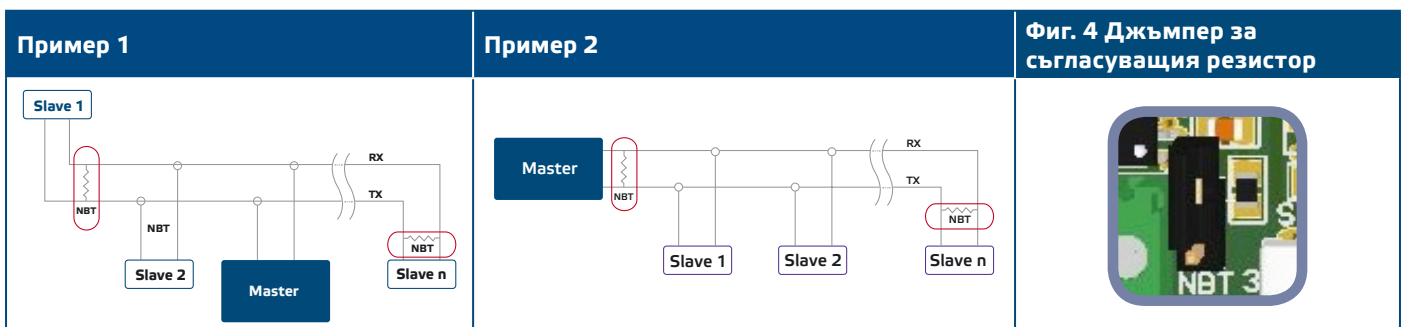 Пример 1
Slave 1
NBT
NBT
RX
TX
NBT
Slave 2
Master
Slave n
Пример 2
Master
NBT
RX
TX
NBT
Slave 1
Slave 2
Slave n
Фиг. 4 Джъмпер за
съгласуващия резистор
NBT 3